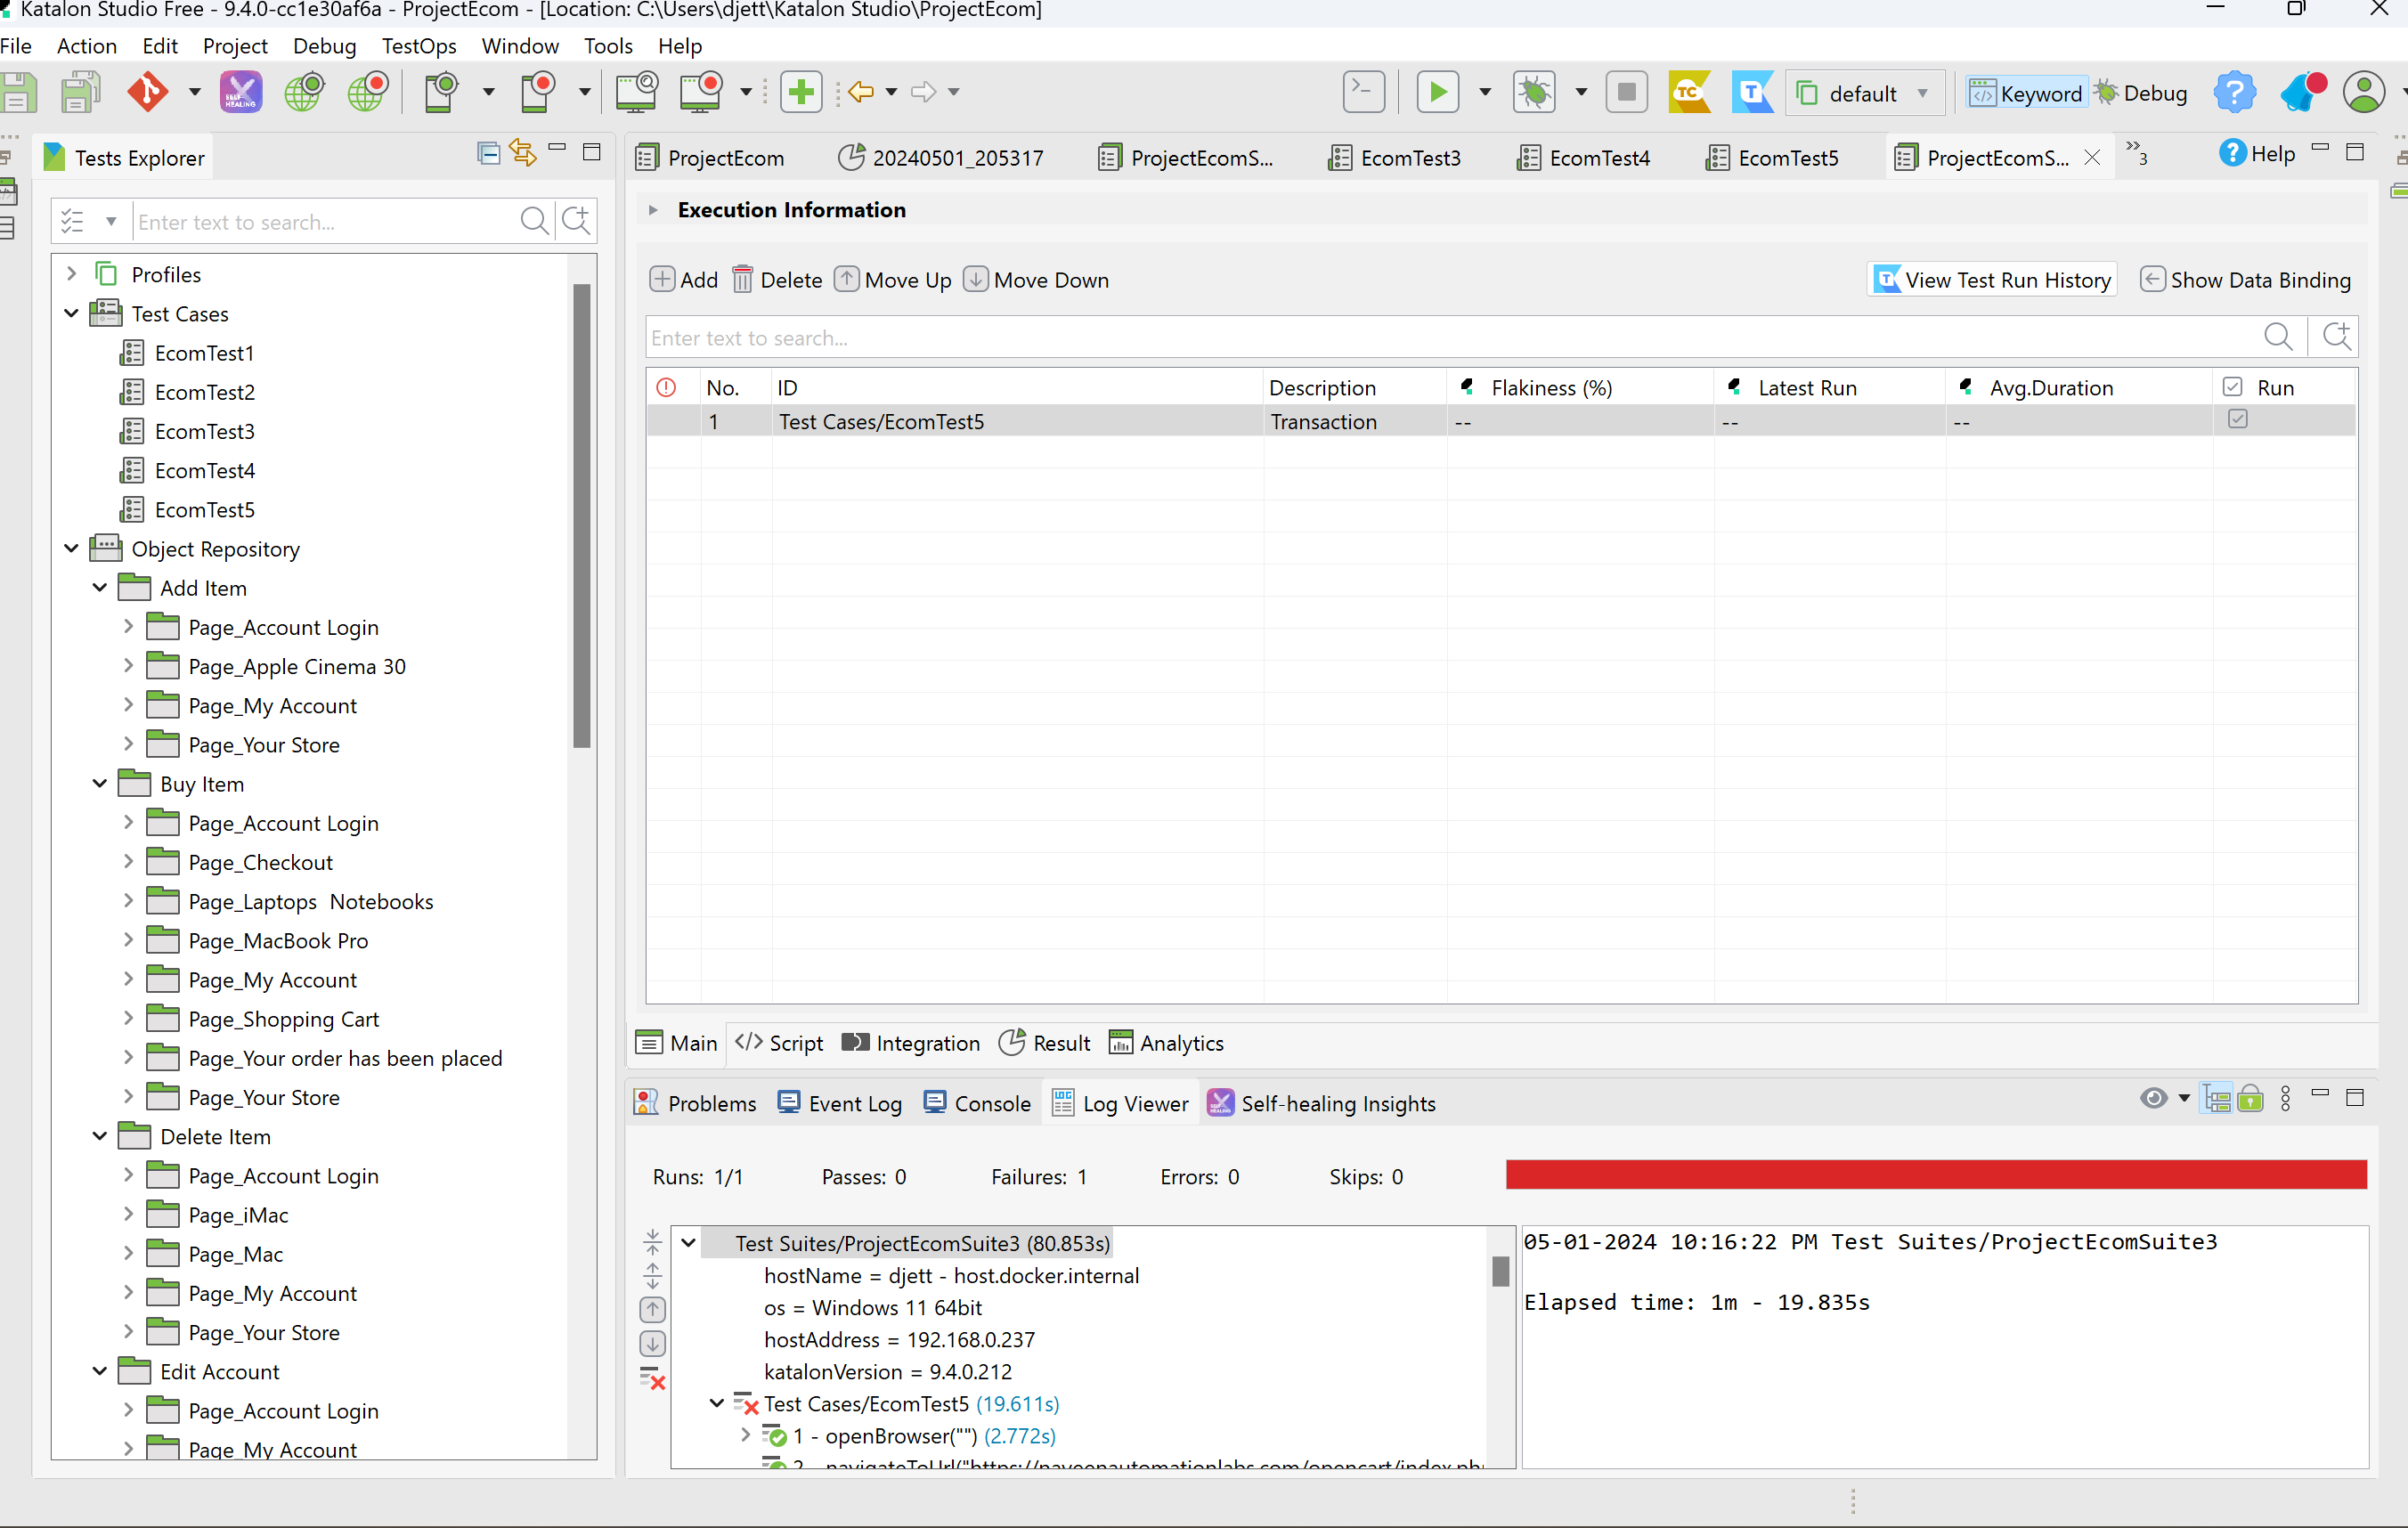 Katalon Studio Free - 9.4.0-cc1e30af6a - ProjectEcom - [Location: C:\Users\djett\Katalon Studio\ProjectEcom]
File Action Edit Project Debug TestOps Window Tools Help
default Keyword Debug
Tests Explorer
Enter text to search...
Profiles
Test Cases
EcomTest1
EcomTest2
EcomTest3
EcomTest4
EcomTest5
Object Repository
Add Item
Page_Account Login
Page_Apple Cinema 30
Page_My Account
Page_Your Store
Buy Item
Page_Account Login
Page_Checkout
Page_Laptops  Notebooks
Page_MacBook Pro
Page_My Account
Page_Shopping Cart
Page_Your order has been placed
Page_Your Store
Delete Item
Page_Account Login
Page_iMac
Page_Mac
Page_My Account
Page_Your Store
Edit Account
Page_Account Login
Page_My Account
ProjectEcom 20240501_205317 ProjectEcomS... EcomTest3 EcomTest4 EcomTest5 ProjectEcomS... »3 Help
Execution Information
Add Delete Move Up Move Down View Test Run History Show Data Binding
Enter text to search...
No. ID Description Flakiness (%) Latest Run Avg.Duration Run
1 Test Cases/EcomTest5 Transaction -- -- --
Main Script Integration Result Analytics
Problems Event Log Console Log Viewer Self-healing Insights
Runs: 1/1 Passes: 0 Failures: 1 Errors: 0 Skips: 0
Test Suites/ProjectEcomSuite3 (80.853s)
hostName = djett - host.docker.internal
os = Windows 11 64bit
hostAddress = 192.168.0.237
katalonVersion = 9.4.0.212
Test Cases/EcomTest5 (19.611s)
1 - openBrowser("") (2.772s)
2 - navigateToUrl("https://naveenautomationlabs.com/opencart/index.ph
05-01-2024 10:16:22 PM Test Suites/ProjectEcomSuite3
Elapsed time: 1m - 19.835s